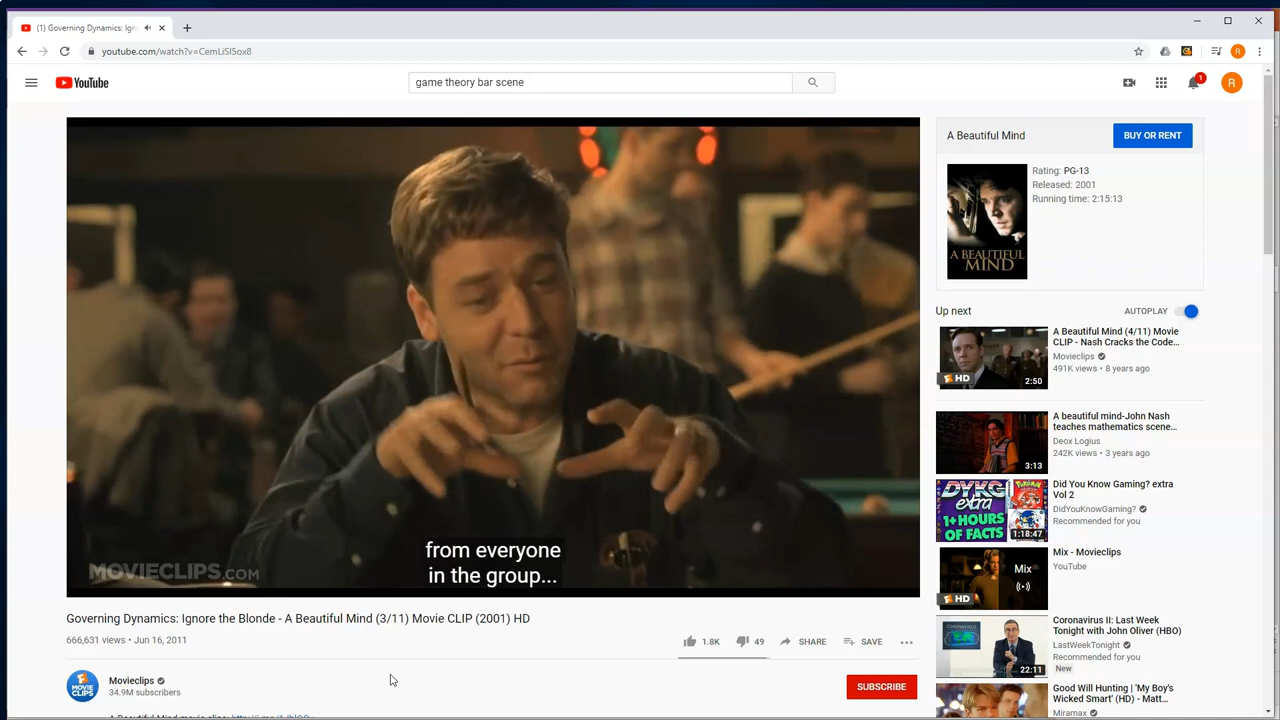 (1) Governing Dynamics: Ign
youtube.com/watch?v=CemLiSI5ox8
R
YouTube
game theory bar scene
1
R
A Beautiful Mind
BUY OR RENT
Rating: PG-13
Released: 2001
Running time: 2:15:13
A BEAUTIFUL
MIND
from everyone
in the group...
MOVIECLIPS.COM
Governing Dynamics: Ignore the Blonde - A Beautiful Mind (3/11) Movie CLIP (2001) HD
666,631 views • Jun 16, 2011
1.8K
49
SHARE
SAVE
MOVIE
CLIPS
Movieclips
34.9M subscribers
SUBSCRIBE
Up next
AUTOPLAY
HD
2:50
A Beautiful Mind (4/11) Movie
CLIP - Nash Cracks the Code...
Movieclips
491K views • 8 years ago
3:13
A beautiful mind-John Nash
teaches mathematics scene...
Deox Logius
242K views • 3 years ago
DYKG
extra
1+HOURS
OF FACTS
1:18:47
Did You Know Gaming? extra
Vol 2
DidYouKnowGaming?
Recommended for you
Mix
HD
Mix - Movieclips
YouTube
22:11
Coronavirus II: Last Week
Tonight with John Oliver (HBO)
LastWeekTonight
Recommended for you
New
Good Will Hunting | 'My Boy's
Wicked Smart' (HD) - Matt...
Miramax